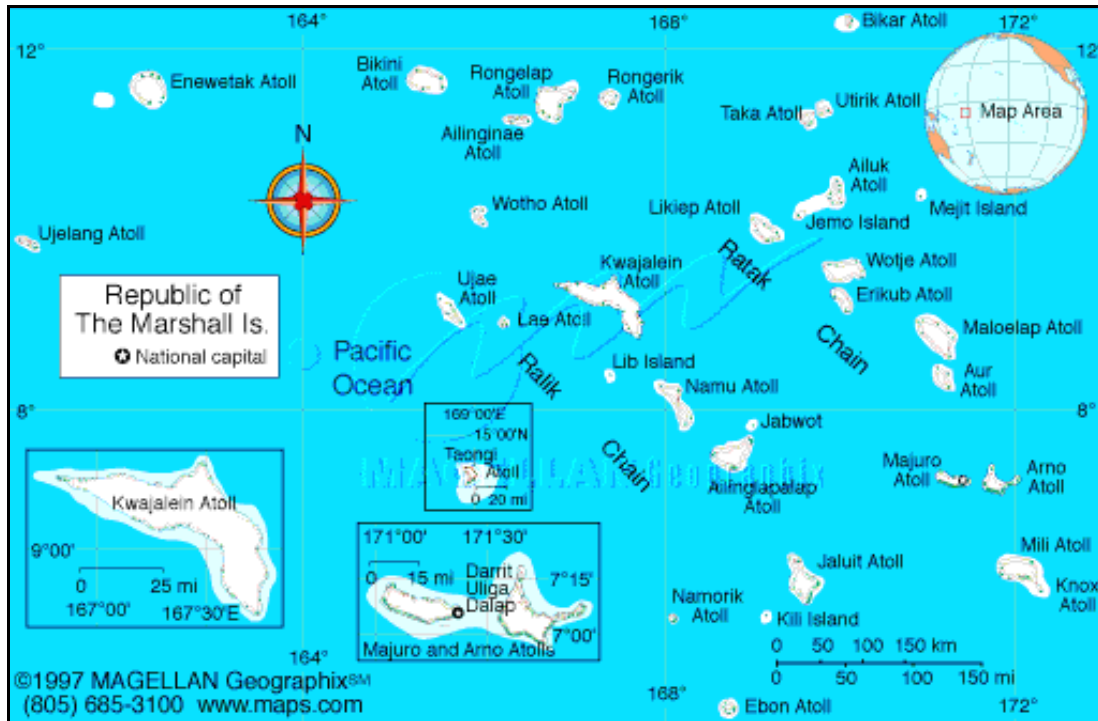 164°
168°
172°
12°
12°
Bikar Atoll
Enewetak Atoll
Bikini
Atoll
Rongelap
Atoll
Rongerik
Atoll
Utirik Atoll
Taka Atoll
Map Area
Ailinginae
Atoll
N
Ailuk
Atoll
Wotho Atoll
Likiep Atoll
Jemo Island
Mejit Island
Ujelang Atoll
Ratak
Chain
Wotje Atoll
Kwajalein
Atoll
Ujae
Atoll
Erikub Atoll
Republic of
The Marshall Is.
National capital
Lae Atoll
Maloelap Atoll
Pacific
Ocean
Ralik
Chain
Lib Island
Namu Atoll
Aur
Atoll
8°
8°
169°00'E
15°00'N
Taongi
Atoll
0 20 mi
Jabwot
MAGELLAN Geographix
Ailinglapalap
Atoll
Majuro
Atoll
Arno
Atoll
Kwajalein Atoll
9°00'
0 25 mi
167°00'
167°30'E
171°00'
171°30'
0 15 mi
Darrit
Uliga
Dalap
7°15'
7°00'
Majuro and Arno Atolls
Jaluit Atoll
Mili Atoll
Knox
Atoll
Namorik
Atoll
Kili Island
0 50 100 150 km
0 50 100 150 mi
164°
168°
172°
©1997 MAGELLAN Geographix℠
(805) 685-3100 www.maps.com
Ebon Atoll